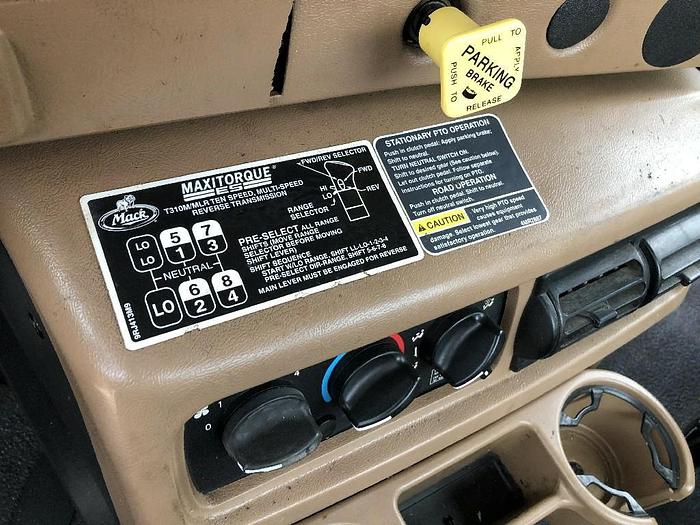 PULL TO APPLY
PARKING
BRAKE
PUSH TO RELEASE
MAXITORQUE
ES
T310M/MLR TEN SPEED, MULTI-SPEED
REVERSE TRANSMISSION
Mack
FWD/REV SELECTOR
FWD
REV
HI
LO
RANGE
SELECTOR
LO 5 7
LO 1 3
NEUTRAL
LO 6 8
2 4
PRE-SELECT ALL RANGE
SHIFTS (MOVE RANGE
SELECTOR BEFORE MOVING
SHIFT LEVER)
SHIFT SEQUENCE
START W/LO RANGE, SHIFT LL-LO-1-2-3-4
PRE-SELECT DIR-RANGE, SHIFT 5-6-7-8
MAIN LEVER MUST BE ENGAGED FOR REVERSE
9RJ413M9
STATIONARY PTO OPERATION
Push in clutch pedal: Apply parking brake;
Shift to neutral.
TURN NEUTRAL SWITCH ON.
Shift to desired gear (See caution below).
Let out clutch pedal. Follow separate
instructions for turning on PTO.
ROAD OPERATION
Push in clutch pedal. Shift to neutral.
Turn off neutral switch.
CAUTION Very high PTO speed
causes equipment
damage. Select lowest gear that provides
satisfactory operation.
0 1 4